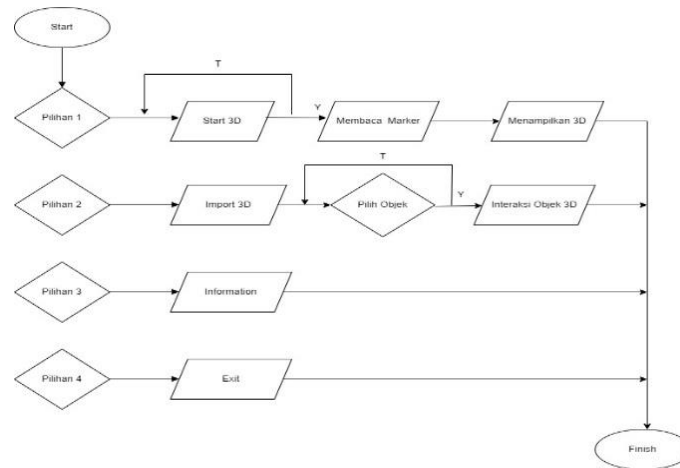 Start
T
Pilihan 1
Start 3D
Y
Membaca Marker
Menampilkan 3D
T
Pilihan 2
Import 3D
Pilih Objek
Y
Interaksi Objek 3D
Pilihan 3
Information
Pilihan 4
Exit
Finish